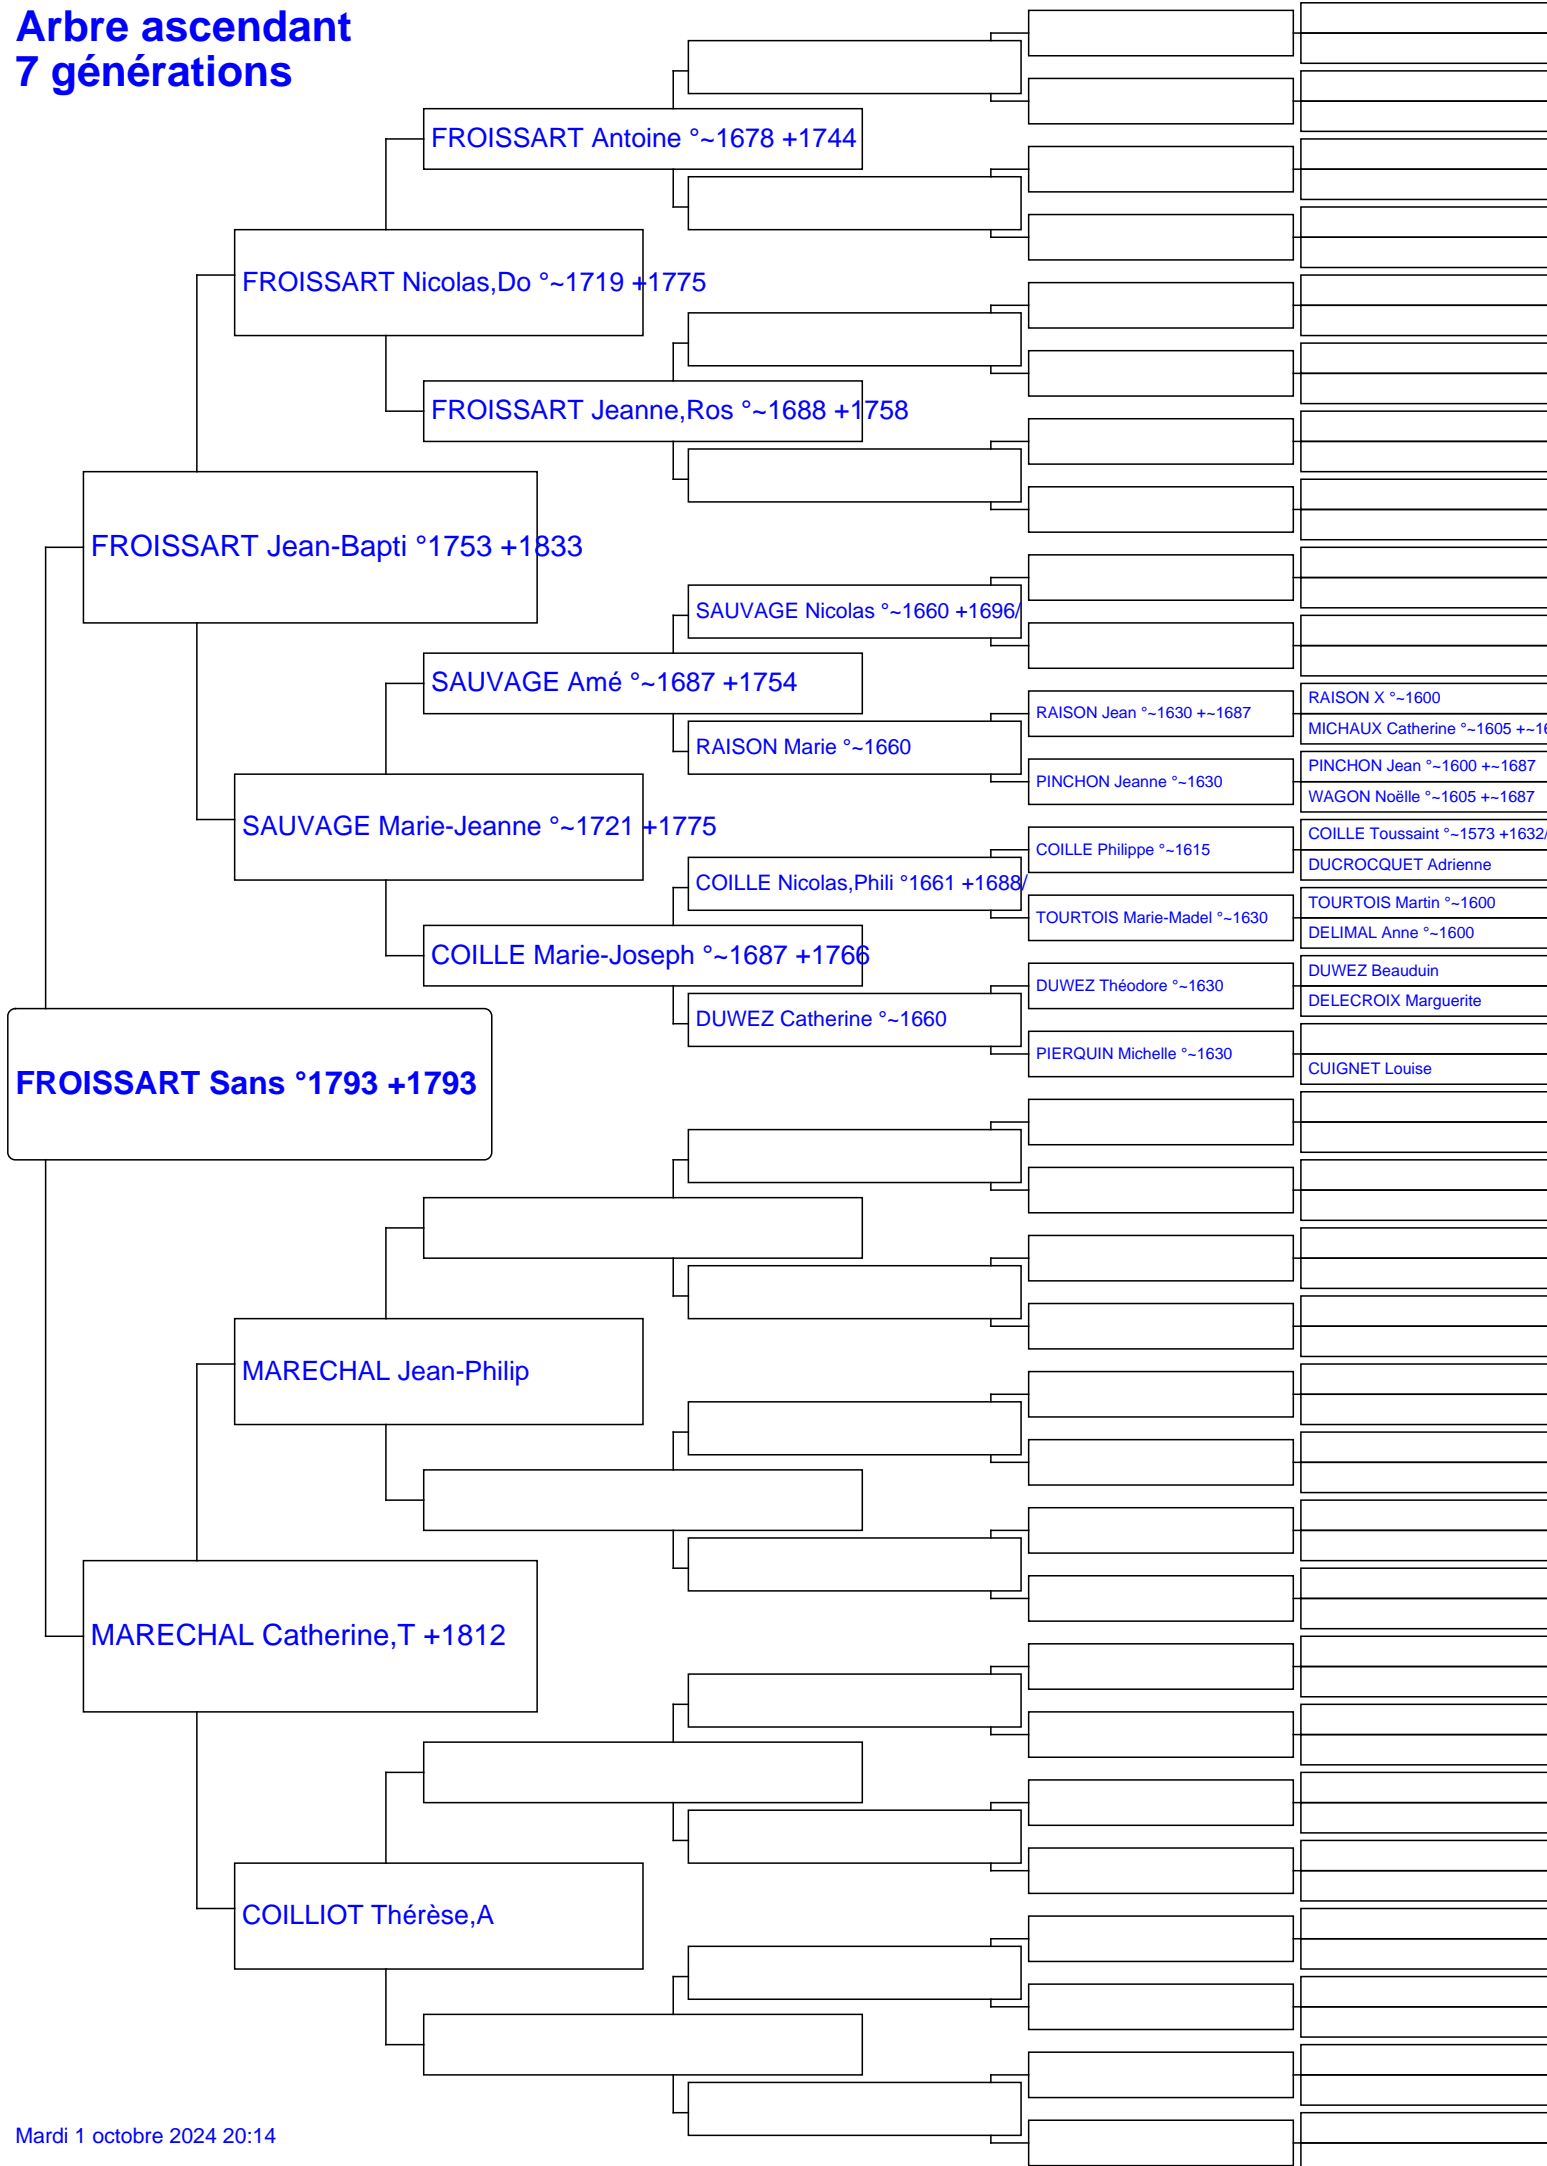 Arbre ascendant
7 générations
FROISSART Antoine °~1678 +1744
FROISSART Nicolas,Do °~1719 +1775
FROISSART Jeanne,Ros °~1688 +1758
FROISSART Jean-Bapti °1753 +1833
SAUVAGE Nicolas °~1660 +1696/
SAUVAGE Amé °~1687 +1754
RAISON X °~1600
RAISON Jean °~1630 +~1687
MICHAUX Catherine °~1605 +~16
RAISON Marie °~1660
PINCHON Jean °~1600 +~1687
PINCHON Jeanne °~1630
WAGON Noëlle °~1605 +~1687
SAUVAGE Marie-Jeanne °~1721 +1775
COILLE Toussaint °~1573 +1632/
COILLE Philippe °~1615
DUCROCQUET Adrienne
COILLE Nicolas,Phili °1661 +1688/
TOURTOIS Martin °~1600
TOURTOIS Marie-Madel °~1630
DELIMAL Anne °~1600
COILLE Marie-Joseph °~1687 +1766
DUWEZ Beauduin
DUWEZ Théodore °~1630
DELECROIX Marguerite
DUWEZ Catherine °~1660
PIERQUIN Michelle °~1630
CUIGNET Louise
FROISSART Sans °1793 +1793
MARECHAL Jean-Philip
MARECHAL Catherine,T +1812
COILLIOT Thérèse,A
Mardi 1 octobre 2024 20:14